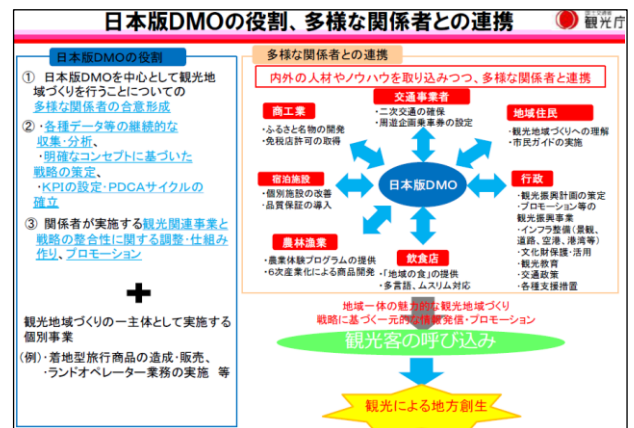 日本版DMOの役割、多様な関係者との連携
観光庁
日本版DMOの役割
① 日本版DMOを中心として観光地
域づくりを行うことについての
多様な関係者の合意形成
② ・各種データ等の継続的な
収集・分析、
・明確なコンセプトに基づいた
戦略の策定、
・KPIの設定・PDCAサイクルの
確立
③ 関係者が実施する観光関連事業と
戦略の整合性に関する調整・仕組み
作り、プロモーション
+
観光地域づくりの一主体として実施する
個別事業
(例)・着地型旅行商品の造成・販売、
・ランドオペレーター業務の実施 等
多様な関係者との連携
内外の人材やノウハウを取り込みつつ、多様な関係者と連携
交通事業者
・二次交通の確保
・周遊企画乗車券の設定
商工業
・ふるさと名物の開発
・免税店許可の取得
地域住民
・観光地域づくりへの理解
・市民ガイドの実施
宿泊施設
・個別施設の改善
・品質保証の導入
日本版DMO
行政
・観光振興計画の策定
・プロモーション等の
観光振興事業
・インフラ整備(景観、
道路、空港、港湾等)
・文化財保護・活用
・観光教育
・交通政策
・各種支援措置
農林漁業
・農業体験プログラムの提供
・6次産業化による商品開発
飲食店
・「地域の食」の提供
・多言語、ムスリム対応
地域一体の魅力的な観光地域づくり
戦略に基づく一元的な情報発信・プロモーション
観光客の呼び込み
観光による地方創生